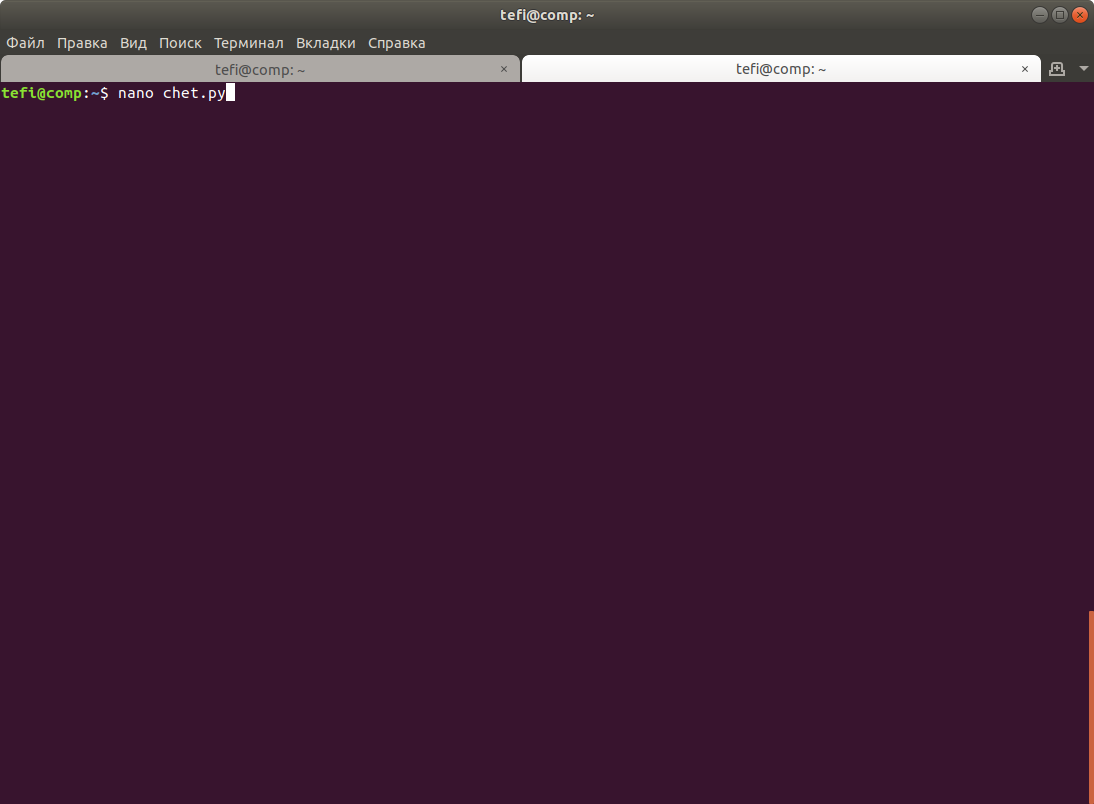 tefi@comp: ~
Файл Правка Вид Поиск Терминал Вкладки Справка
tefi@comp: ~ × tefi@comp: ~ ×
tefi@comp:~$ nano chet.py